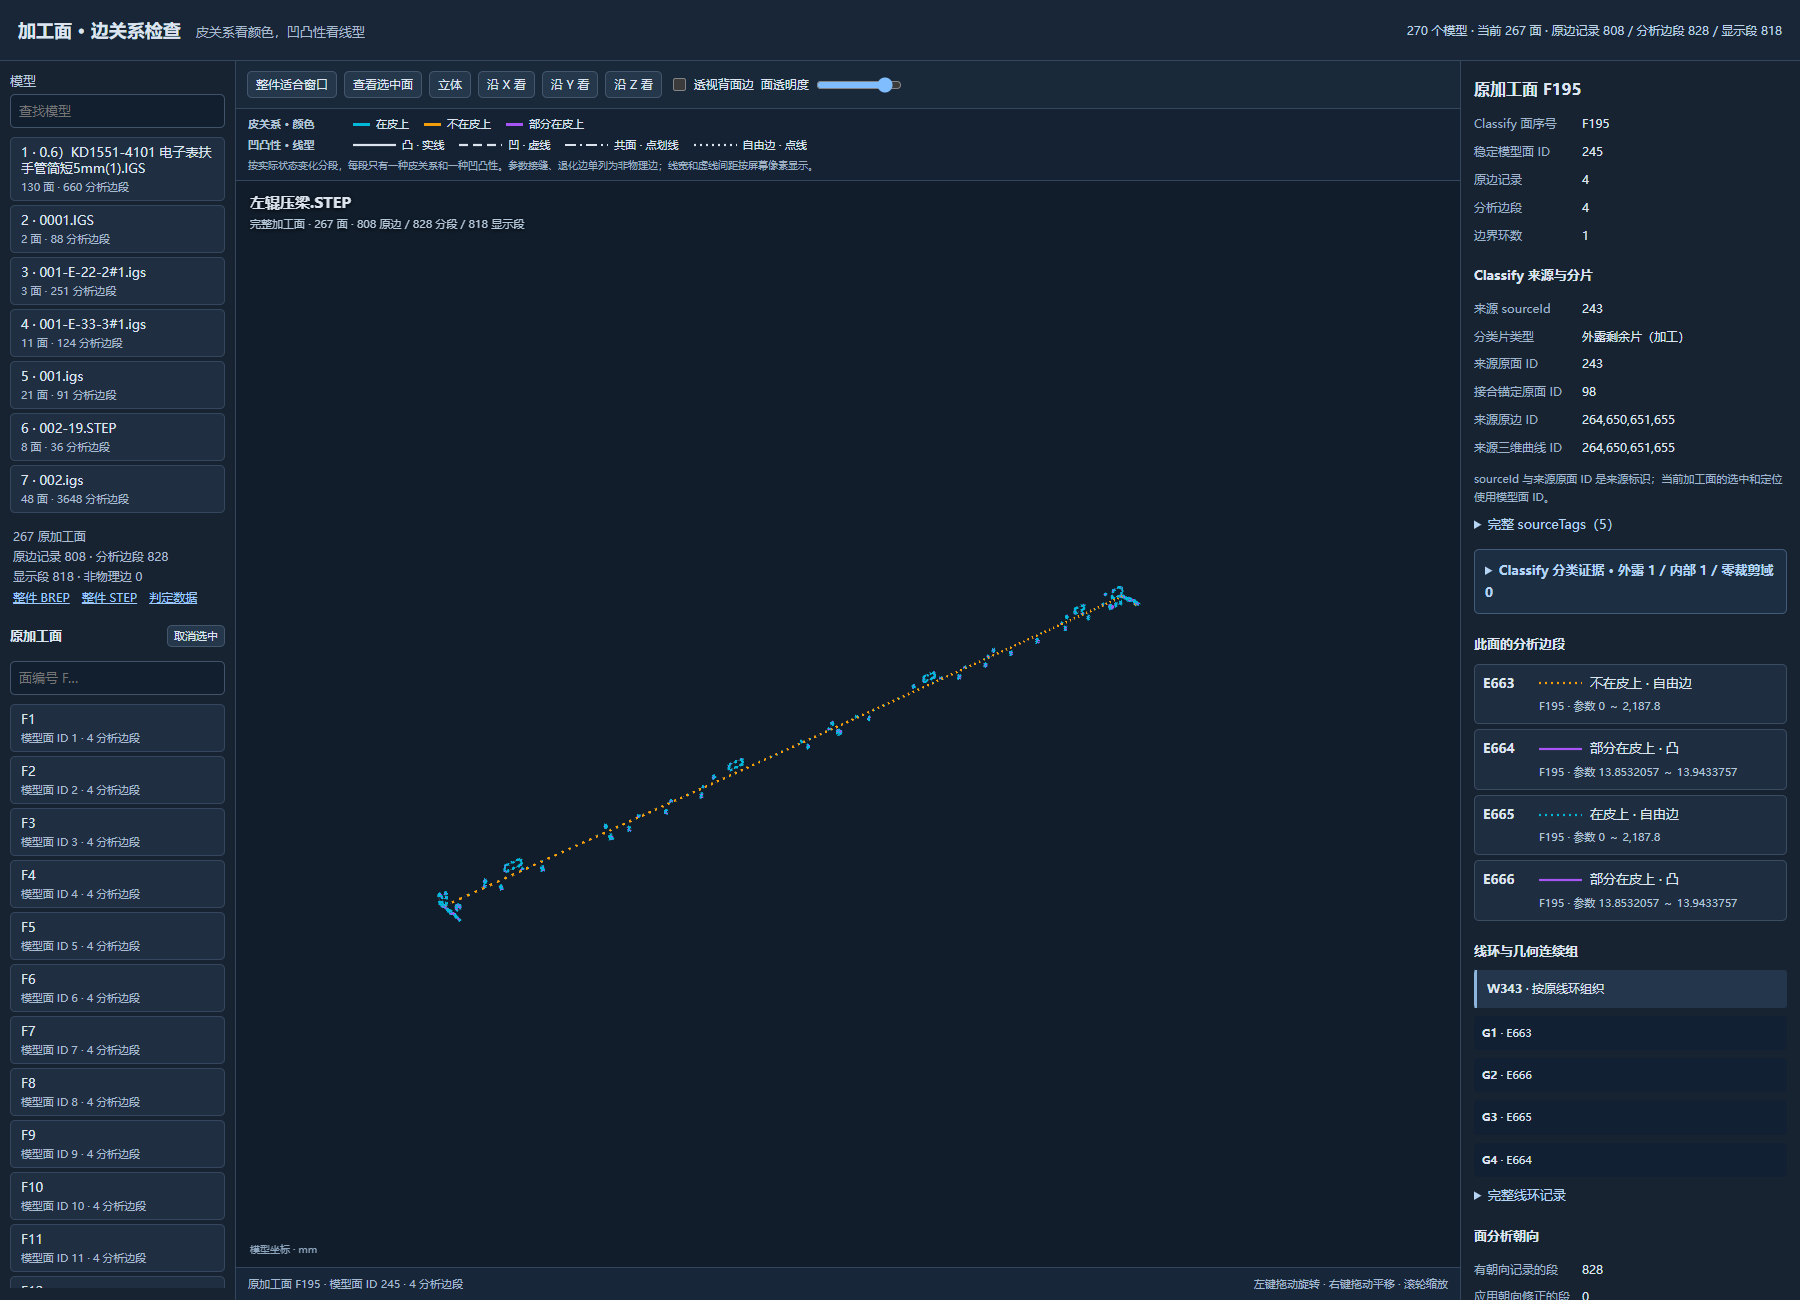 加工面 • 边关系检查
皮关系看颜色，凹凸性看线型
270 个模型 · 当前 267 面 · 原边记录 808 / 分析边段 828 / 显示段 818
模型
查找模型
1 · 0.6）KD1551-4101 电子表扶手管简短5mm(1).IGS
130 面 · 660 分析边段
2 · 0001.IGS
2 面 · 88 分析边段
3 · 001-E-22-2#1.igs
3 面 · 251 分析边段
4 · 001-E-33-3#1.igs
11 面 · 124 分析边段
5 · 001.igs
21 面 · 91 分析边段
6 · 002-19.STEP
8 面 · 36 分析边段
7 · 002.igs
48 面 · 3648 分析边段
267 原加工面
原边记录 808 · 分析边段 828
显示段 818 · 非物理边 0
整件 BREP 整件 STEP 判定数据
原加工面 取消选中
面编号 F...
F1
模型面 ID 1 · 4 分析边段
F2
模型面 ID 2 · 4 分析边段
F3
模型面 ID 3 · 4 分析边段
F4
模型面 ID 4 · 4 分析边段
F5
模型面 ID 5 · 4 分析边段
F6
模型面 ID 6 · 4 分析边段
F7
模型面 ID 7 · 4 分析边段
F8
模型面 ID 8 · 4 分析边段
F9
模型面 ID 9 · 4 分析边段
F10
模型面 ID 10 · 4 分析边段
F11
模型面 ID 11 · 4 分析边段
整件适合窗口 查看选中面 立体 沿 X 看 沿 Y 看 沿 Z 看 透视背面边 面透明度
皮关系 • 颜色 在皮上 不在皮上 部分在皮上
凹凸性 • 线型 凸 · 实线 凹 · 虚线 共面 · 点划线 自由边 · 点线
按实际状态变化分段，每段只有一种皮关系和一种凹凸性。参数接缝、退化边单列为非物理边；线宽和虚线间距按屏幕像素显示。
左辊压梁.STEP
完整加工面 · 267 面 · 808 原边 / 828 分段 / 818 显示段
模型坐标 · mm
原加工面 F195 · 模型面 ID 245 · 4 分析边段
左键拖动旋转 · 右键拖动平移 · 滚轮缩放
原加工面 F195
Classify 面序号 F195
稳定模型面 ID 245
原边记录 4
分析边段 4
边界环数 1
Classify 来源与分片
来源 sourceId 243
分类片类型 外露剩余片（加工）
来源原面 ID 243
接合锚定原面 ID 98
来源原边 ID 264,650,651,655
来源三维曲线 ID 264,650,651,655
sourceId 与来源原面 ID 是来源标识；当前加工面的选中和定位
使用模型面 ID。
▶ 完整 sourceTags（5）
▶ Classify 分类证据 • 外露 1 / 内部 1 / 零裁剪域
0
此面的分析边段
E663 不在皮上 · 自由边
F195 · 参数 0 ~ 2,187.8
E664 部分在皮上 · 凸
F195 · 参数 13.8532057 ~ 13.9433757
E665 在皮上 · 自由边
F195 · 参数 0 ~ 2,187.8
E666 部分在皮上 · 凸
F195 · 参数 13.8532057 ~ 13.9433757
线环与几何连续组
W343 · 按原线环组织
G1 · E663
G2 · E666
G3 · E665
G4 · E664
▶ 完整线环记录
面分析朝向
有朝向记录的段 828
应用朝向修正的段 0